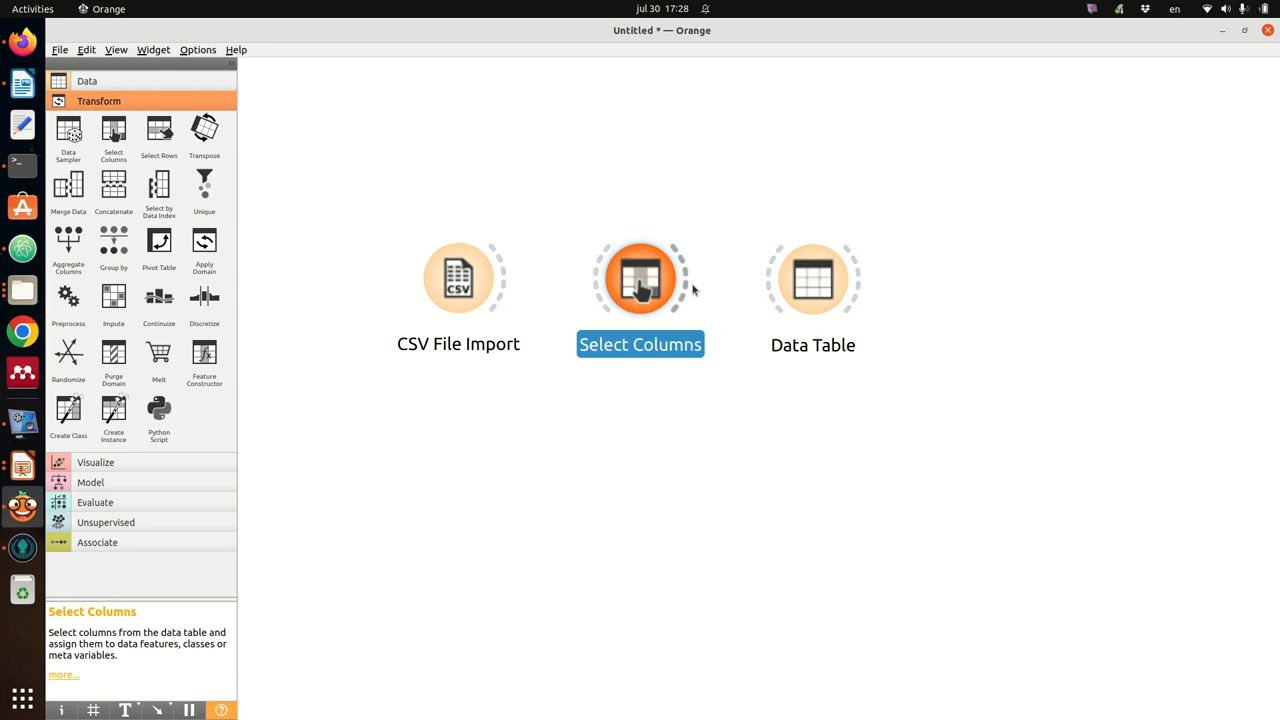 Activities
Orange
jul 30 17:28
en
Untitled * — Orange
File Edit View Widget Options Help
Data
Transform
Data Sampler
Select Columns
Select Rows
Transpose
Merge Data
Concatenate
Select by Data Index
Unique
Aggregate Columns
Group by
Pivot Table
Apply Domain
Preprocess
Impute
Continuize
Discretize
Randomize
Purge Domain
Melt
Feature Constructor
Create Class
Create Instance
Python Script
Visualize
Model
Evaluate
Unsupervised
Associate
CSV
CSV File Import
Select Columns
Data Table
Select Columns
Select columns from the data table and
assign them to data features, classes or
meta variables.
more...